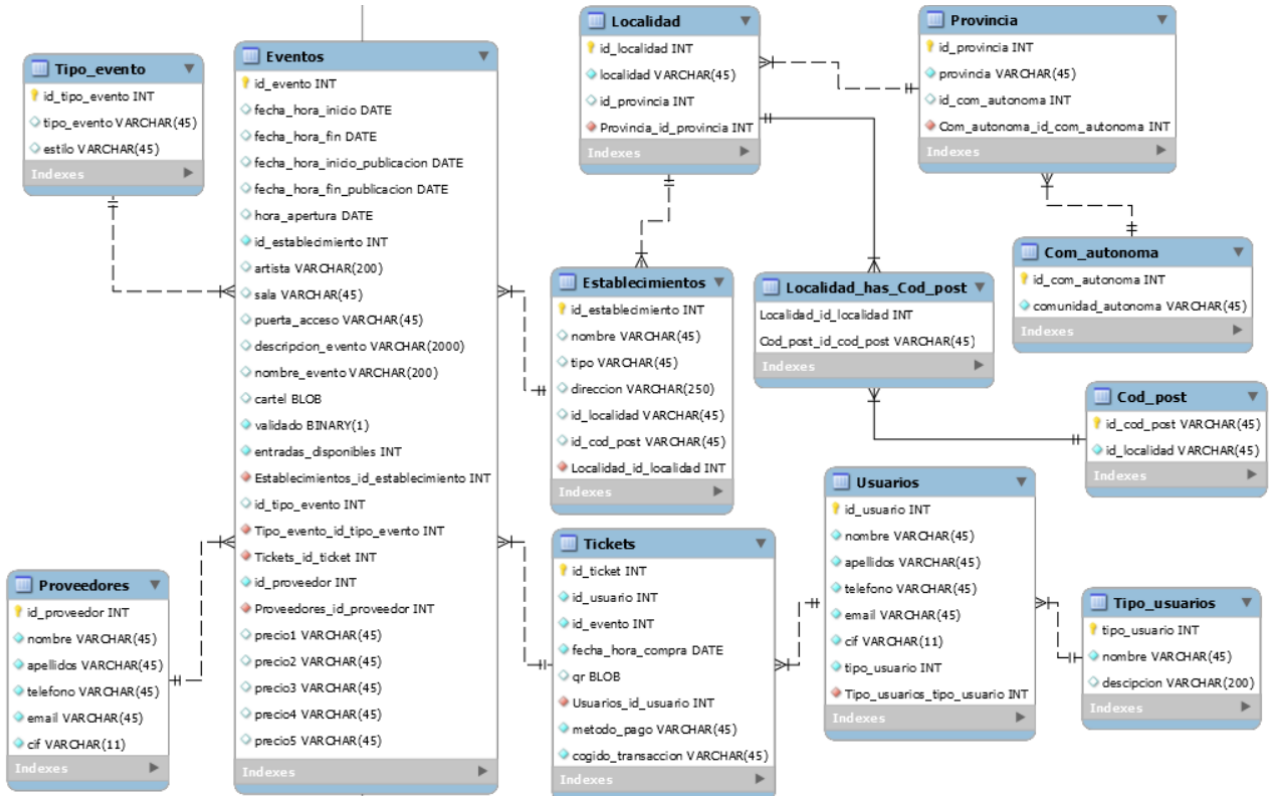 Tipo_evento
id_tipo_evento INT
tipo_evento VARCHAR(45)
estilo VARCHAR(45)
Indexes
Eventos
id_evento INT
fecha_hora_inicio DATE
fecha_hora_fin DATE
fecha_hora_inicio_publicacion DATE
fecha_hora_fin_publicacion DATE
hora_apertura DATE
id_establecimiento INT
artista VARCHAR(200)
sala VARCHAR(45)
puerta_acceso VARCHAR(45)
descripcion_evento VARCHAR(2000)
nombre_evento VARCHAR(200)
cartel BLOB
validado BINARY(1)
entradas_disponibles INT
Establecimientos_id_establecimiento INT
id_tipo_evento INT
Tipo_evento_id_tipo_evento INT
Tickets_id_ticket INT
id_proveedor INT
Proveedores_id_proveedor INT
precio1 VARCHAR(45)
precio2 VARCHAR(45)
precio3 VARCHAR(45)
precio4 VARCHAR(45)
precio5 VARCHAR(45)
Indexes
Proveedores
id_proveedor INT
nombre VARCHAR(45)
apellidos VARCHAR(45)
telefono VARCHAR(45)
email VARCHAR(45)
cif VARCHAR(11)
Indexes
Localidad
id_localidad INT
localidad VARCHAR(45)
id_provincia INT
Provincia_id_provincia INT
Indexes
Provincia
id_provincia INT
provincia VARCHAR(45)
id_com_autonoma INT
Com_autonoma_id_com_autonoma INT
Indexes
Com_autonoma
id_com_autonoma INT
comunidad_autonoma VARCHAR(45)
Indexes
Establecimientos
id_establecimiento INT
nombre VARCHAR(45)
tipo VARCHAR(45)
direccion VARCHAR(250)
id_localidad VARCHAR(45)
id_cod_post VARCHAR(45)
Localidad_id_localidad INT
Indexes
Localidad_has_Cod_post
Localidad_id_localidad INT
Cod_post_id_cod_post VARCHAR(45)
Indexes
Cod_post
id_cod_post VARCHAR(45)
id_localidad VARCHAR(45)
Indexes
Tickets
id_ticket INT
id_usuario INT
id_evento INT
fecha_hora_compra DATE
qr BLOB
Usuarios_id_usuario INT
metodo_pago VARCHAR(45)
cogido_transaccion VARCHAR(45)
Indexes
Usuarios
id_usuario INT
nombre VARCHAR(45)
apellidos VARCHAR(45)
telefono VARCHAR(45)
email VARCHAR(45)
cif VARCHAR(11)
tipo_usuario INT
Tipo_usuarios_tipo_usuario INT
Indexes
Tipo_usuarios
tipo_usuario INT
nombre VARCHAR(45)
descipcion VARCHAR(200)
Indexes